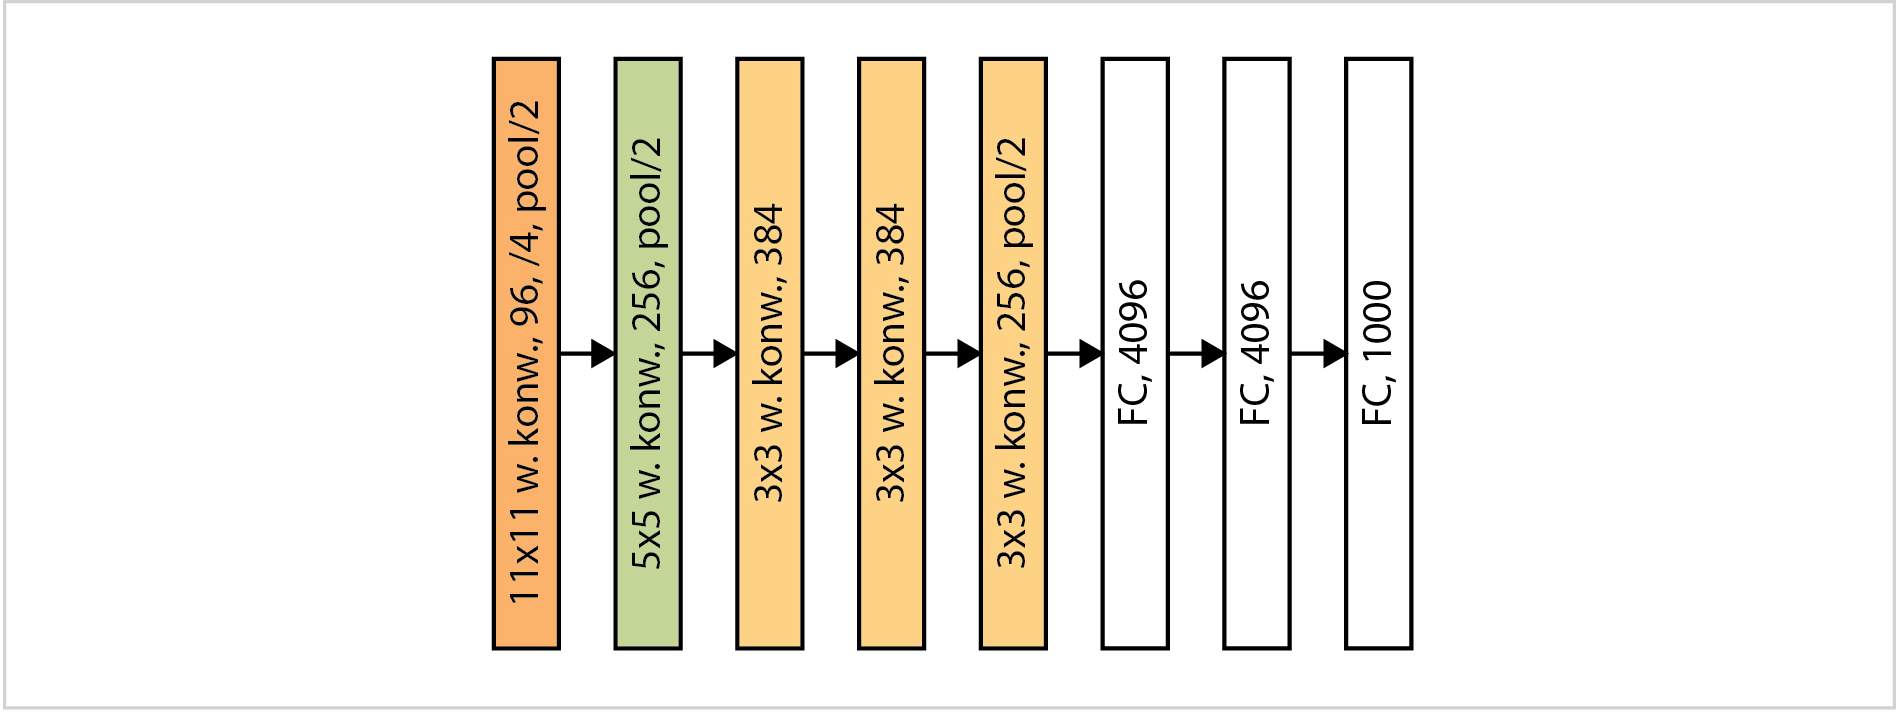 11x11 w. konw., 96, /4, pool/2
5x5 w. konw., 256, pool/2
3x3 w. konw., 384
3x3 w. konw., 384
3x3 w. konw., 256, pool/2
FC, 4096
FC, 4096
FC, 1000